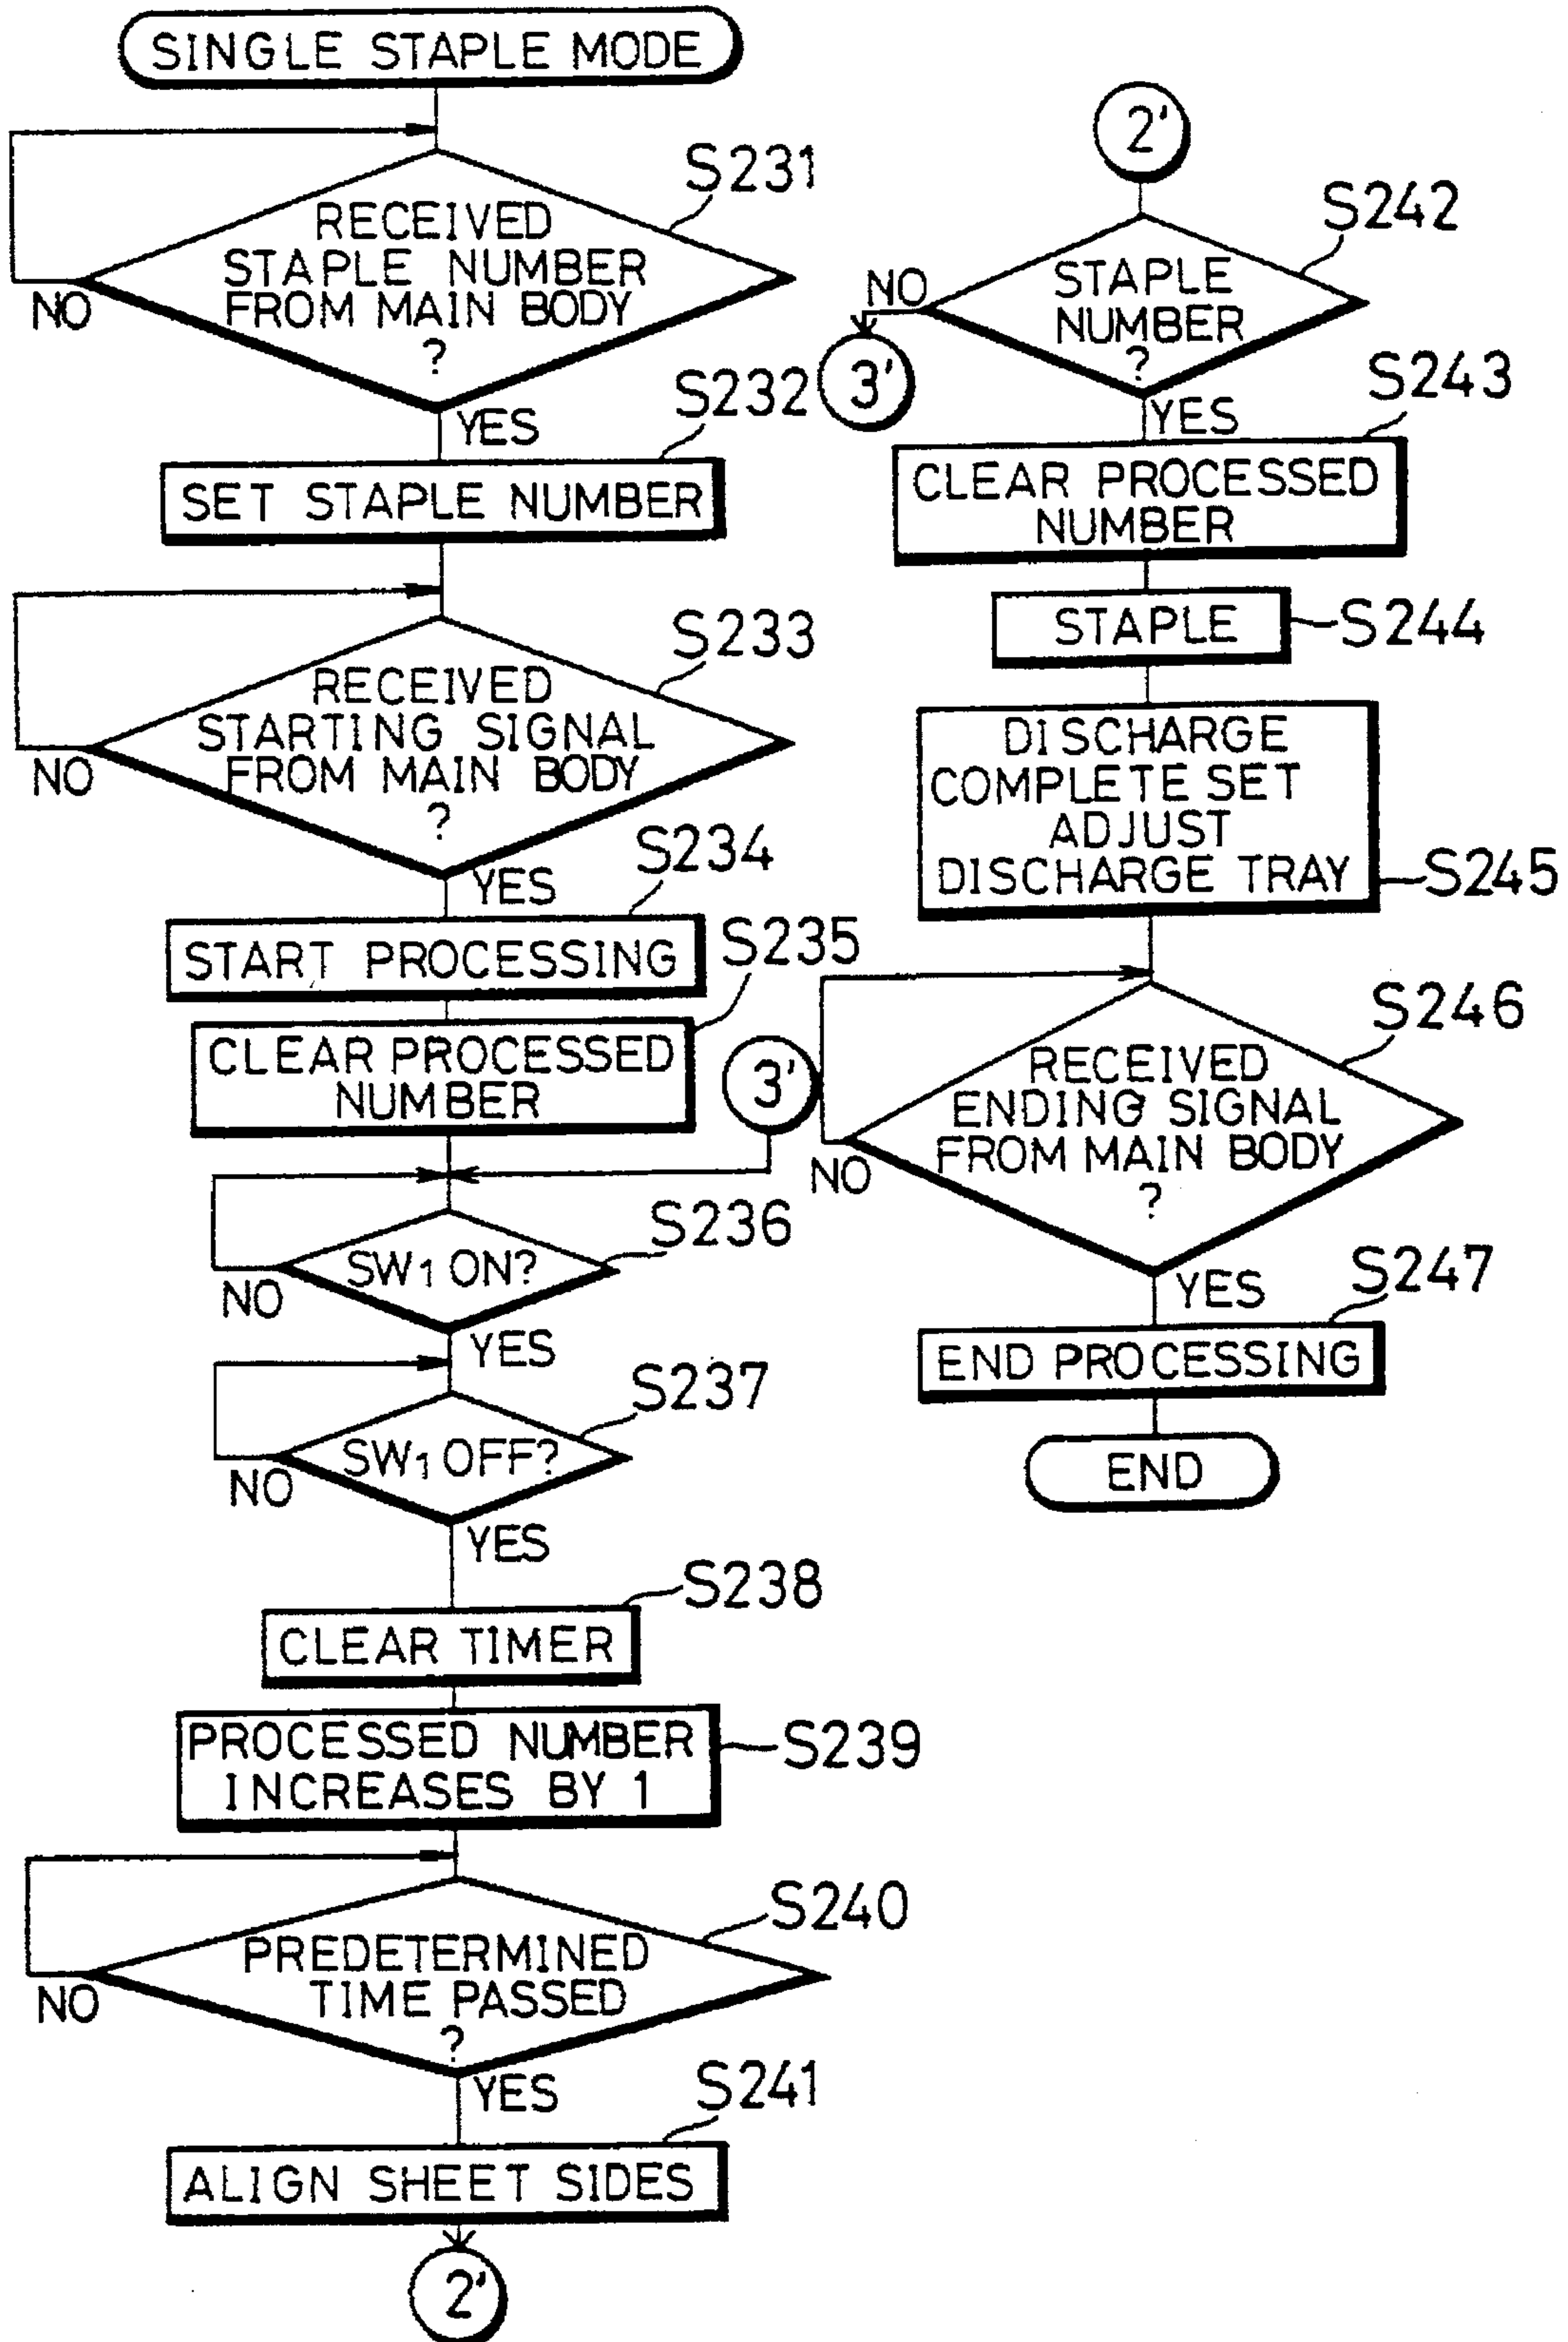 SINGLE STAPLE MODE
S231
RECEIVED
STAPLE NUMBER
FROM MAIN BODY
?
NO
YES
S232
SET STAPLE NUMBER
S233
RECEIVED
STARTING SIGNAL
FROM MAIN BODY
?
NO
YES
S234
START PROCESSING
S235
CLEAR PROCESSED
NUMBER
3'
S236
SW1 ON?
NO
YES
S237
SW1 OFF?
NO
YES
S238
CLEAR TIMER
PROCESSED NUMBER
INCREASES BY 1
S239
S240
PREDETERMINED
TIME PASSED
?
NO
YES
S241
ALIGN SHEET SIDES
2'
2'
S242
STAPLE
NUMBER
?
NO
3'
YES
S243
CLEAR PROCESSED
NUMBER
STAPLE
S244
DISCHARGE
COMPLETE SET
ADJUST
DISCHARGE TRAY
S245
S246
RECEIVED
ENDING SIGNAL
FROM MAIN BODY
?
NO
YES
S247
END PROCESSING
END